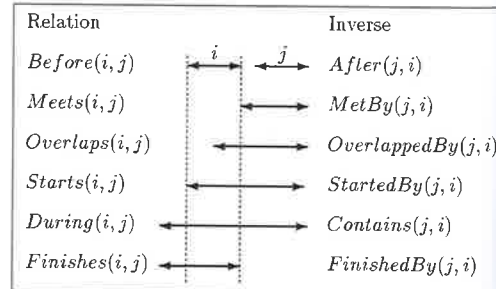 Relation Inverse
Before(i, j) i j After(j, i)
Meets(i, j) MetBy(j, i)
Overlaps(i, j) OverlappedBy(j, i)
Starts(i, j) StartedBy(j, i)
During(i, j) Contains(j, i)
Finishes(i, j) FinishedBy(j, i)